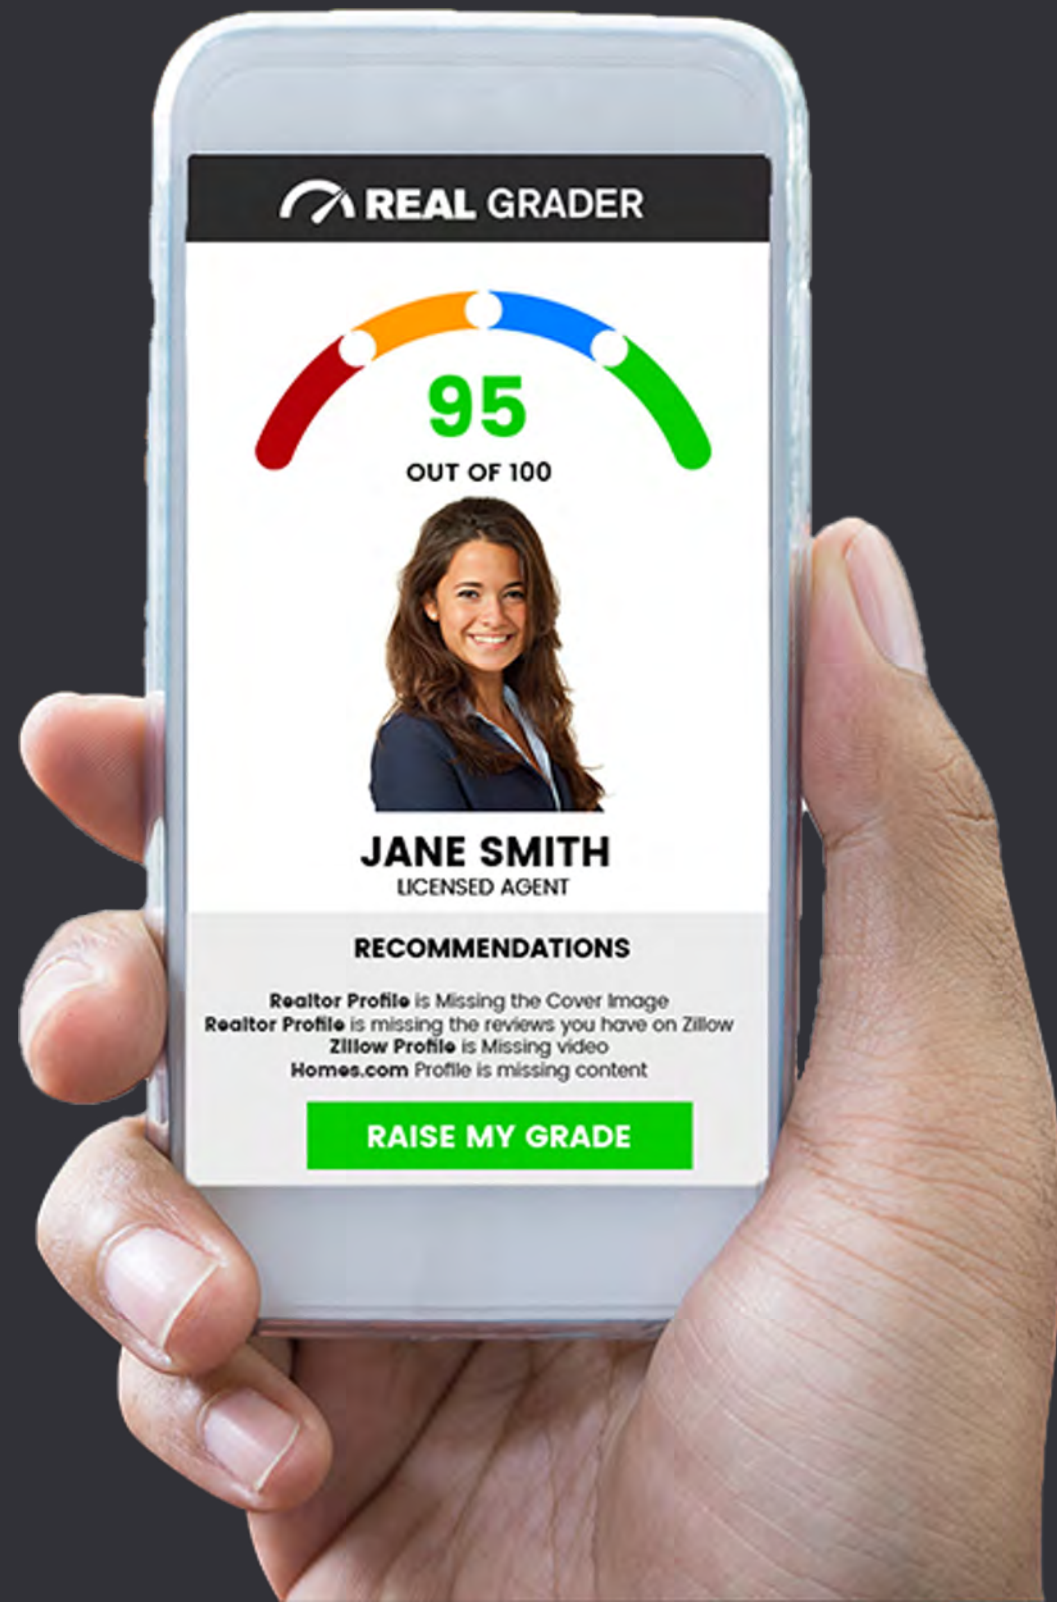 REAL GRADER
95
OUT OF 100
JANE SMITH
LICENSED AGENT
RECOMMENDATIONS
Realtor Profile is Missing the Cover Image
Realtor Profile is missing the reviews you have on Zillow
Zillow Profile is Missing video
Homes.com Profile is missing content
RAISE MY GRADE